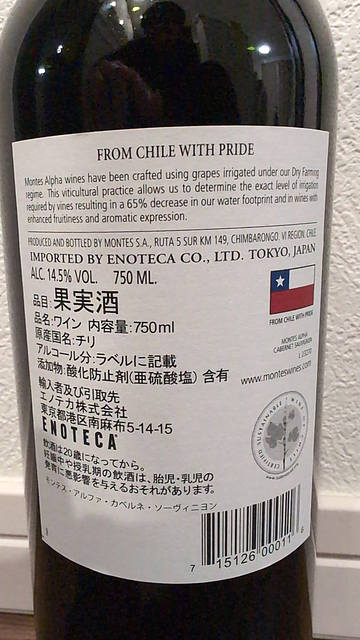 FROM CHILE WITH PRIDE
Montes Alpha wines have been crafted using grapes irrigated under our Dry Farming
regime. This viticultural practice allows us to determine the exact level of irrigation
required by vines resulting in a 65% decrease in our water footprint and in wines with
enhanced fruitiness and aromatic expression.
PRODUCED AND BOTTLED BY MONTES S.A., RUTA 5 SUR KM 149, CHIMBARONGO. VI REGION. CHILE.
IMPORTED BY ENOTECA CO., LTD. TOKYO, JAPAN
ALC. 14.5% VOL. 750 ML.
品目:果実酒
品名:ワイン 内容量:750ml
原産国名:チリ
アルコール分:ラベルに記載
添加物:酸化防止剤(亜硫酸塩) 含有
輸入者及び引取先
エノテカ株式会社
東京都港区南麻布5-14-15
ENOTECA
飲酒は20歳になってから。
妊娠中や授乳期の飲酒は、胎児・乳児の
発育に悪影響を与えるおそれがあります。
モンテス・アルファ・カベルネ・ソーヴィニヨン
FROM CHILE WITH PRIDE
MONTES ALPHA
CABERNET SAUVIGNON
www.monteswines.com
7 15126 00011 6